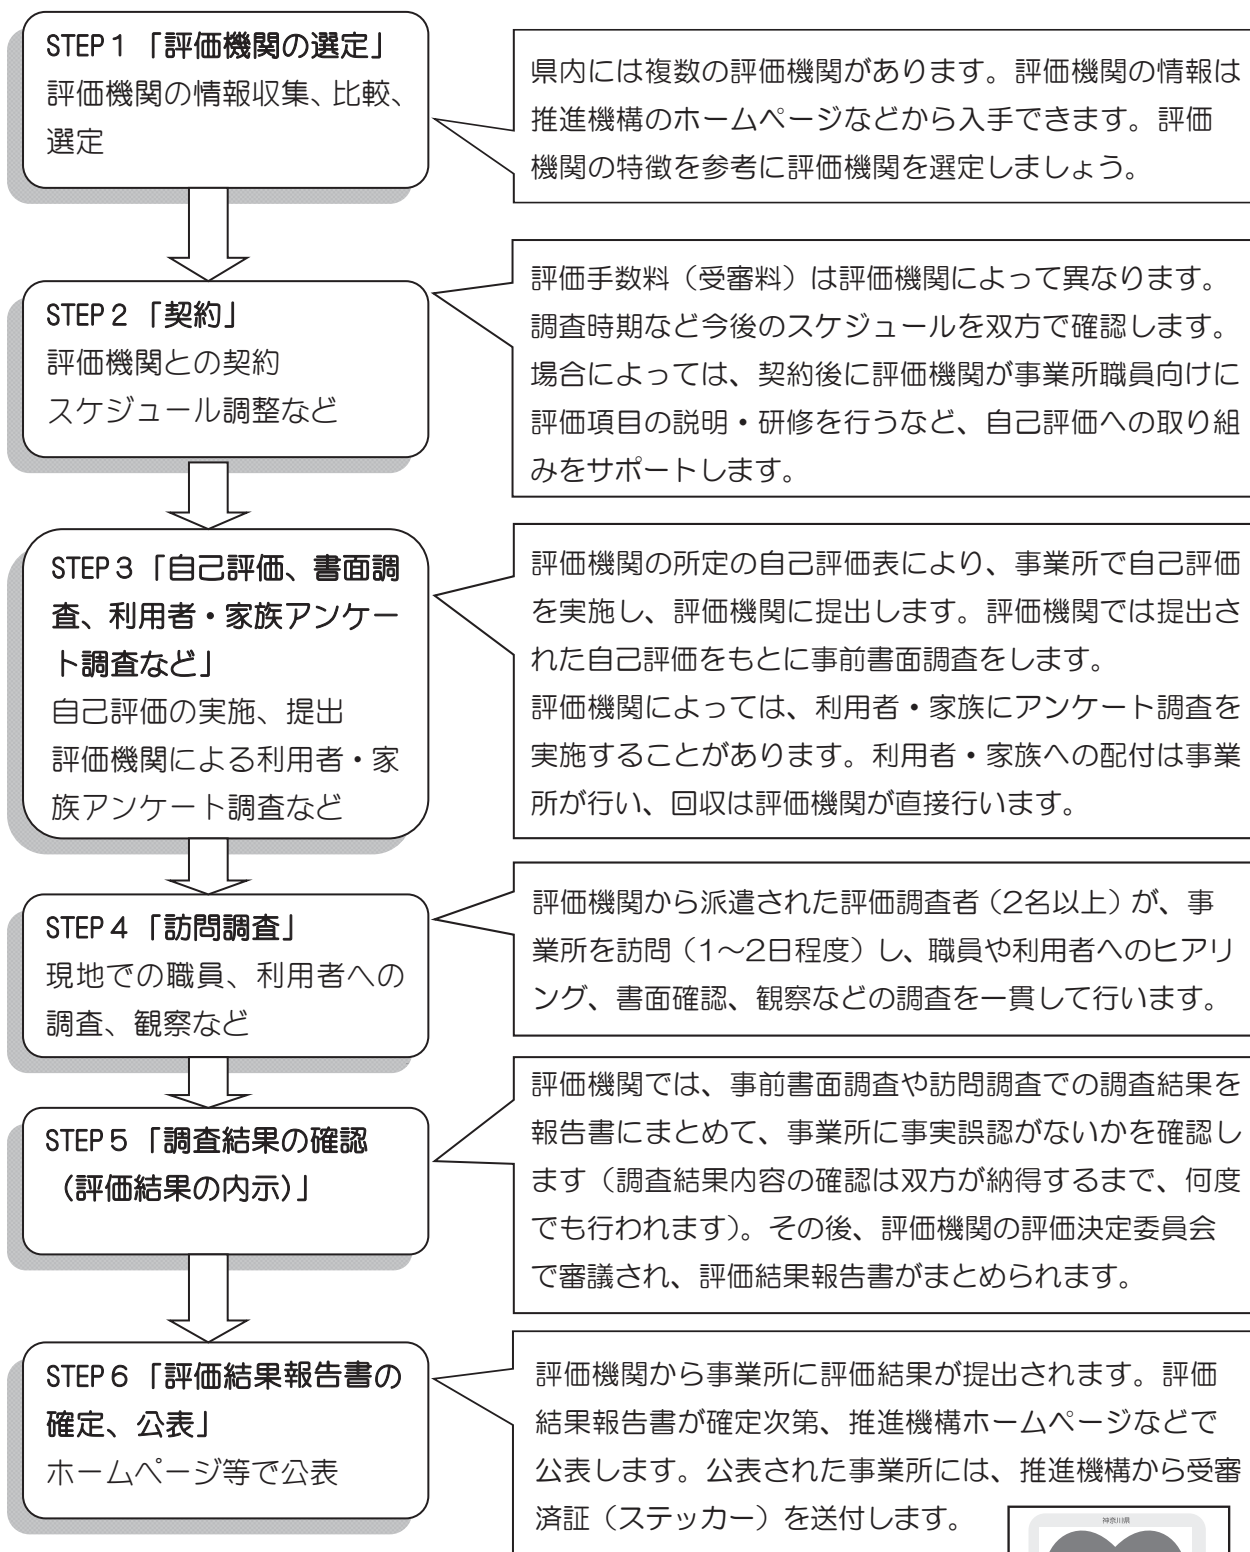 STEP１「評価機関の選定」
評価機関の情報収集、比較、
選定
県内には複数の評価機関があります。評価機関の情報は
推進機構のホームページなどから入手できます。評価
機関の特徴を参考に評価機関を選定しましょう。
STEP２「契約」
評価機関との契約
スケジュール調整など
評価手数料（受審料）は評価機関によって異なります。
調査時期など今後のスケジュールを双方で確認します。
場合によっては、契約後に評価機関が事業所職員向けに
評価項目の説明・研修を行うなど、自己評価への取り組
みをサポートします。
STEP３「自己評価、書面調
査、利用者・家族アンケー
ト調査など」
自己評価の実施、提出
評価機関による利用者・家
族アンケート調査など
評価機関の所定の自己評価表により、事業所で自己評価
を実施し、評価機関に提出します。評価機関では提出さ
れた自己評価をもとに事前書面調査をします。
評価機関によっては、利用者・家族にアンケート調査を
実施することがあります。利用者・家族への配付は事業
所が行い、回収は評価機関が直接行います。
STEP４「訪問調査」
現地での職員、利用者への
調査、観察など
評価機関から派遣された評価調査者（2名以上）が、事
業所を訪問（1～2日程度）し、職員や利用者へのヒアリ
ング、書面確認、観察などの調査を一貫して行います。
STEP５「調査結果の確認
（評価結果の内示）」
評価機関では、事前書面調査や訪問調査での調査結果を
報告書にまとめて、事業所に事実誤認がないかを確認し
ます（調査結果内容の確認は双方が納得するまで、何度
でも行われます）。その後、評価機関の評価決定委員会
で審議され、評価結果報告書がまとめられます。
STEP６「評価結果報告書の
確定、公表」
ホームページ等で公表
評価機関から事業所に評価結果が提出されます。評価
結果報告書が確定次第、推進機構ホームページなどで
公表します。公表された事業所には、推進機構から受審
済証（ステッカー）を送付します。
神奈川県